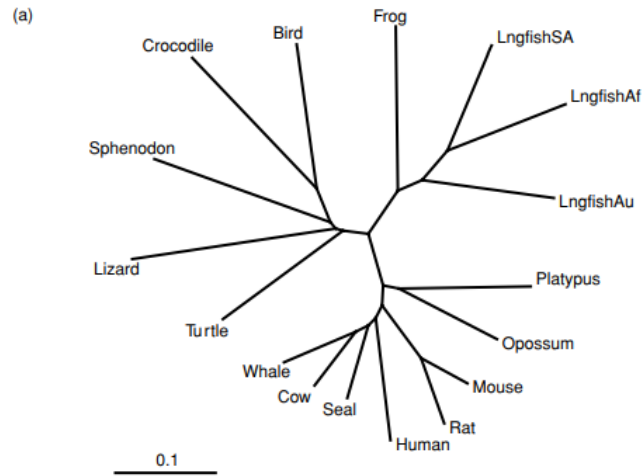 (a)
Frog
Bird
LngfishSA
Crocodile
LngfishAf
Sphenodon
LngfishAu
Lizard
Platypus
Turtle
Opossum
Whale
Mouse
Cow
Seal
Rat
Human
0.1